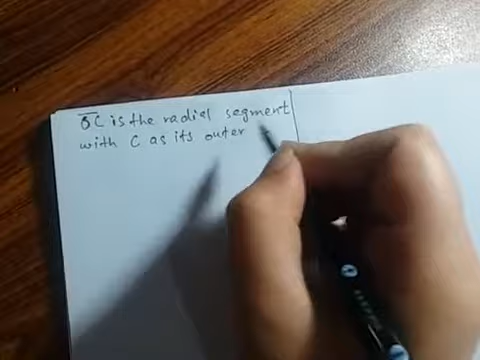 OC is the radial segment
with C as its outer